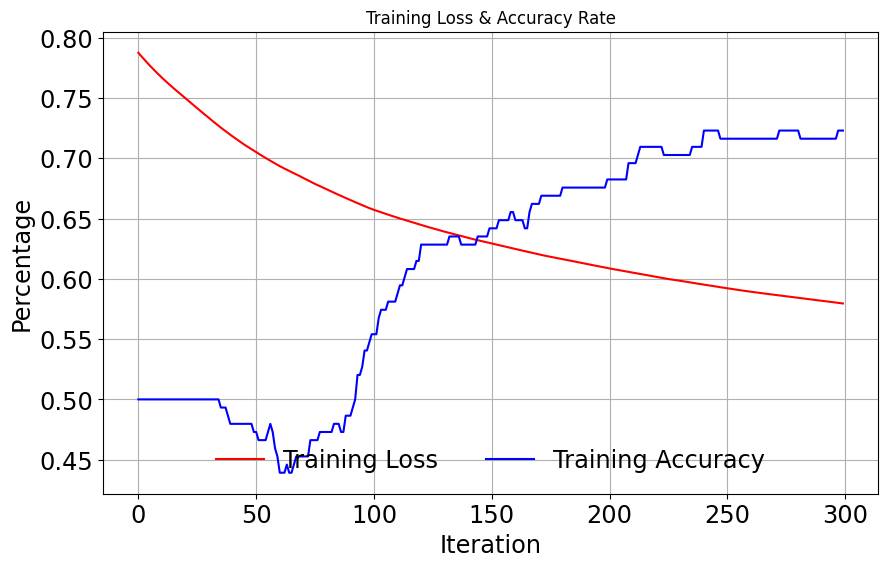 Training Loss & Accuracy Rate
0.80
0.75
0.70
0.65
0.60
0.55
0.50
0.45
Percentage
Training Loss Training Accuracy
0 50 100 150 200 250 300
Iteration